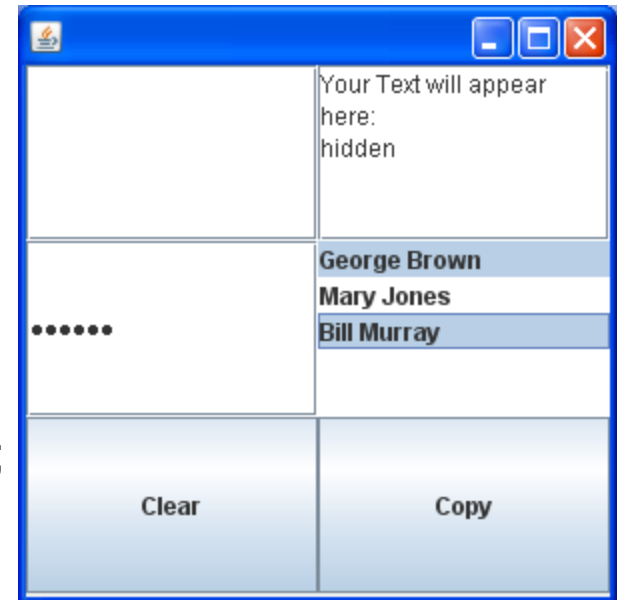 Your Text will appear
here:
hidden
George Brown
Mary Jones
••••••
Bill Murray
Clear
Copy